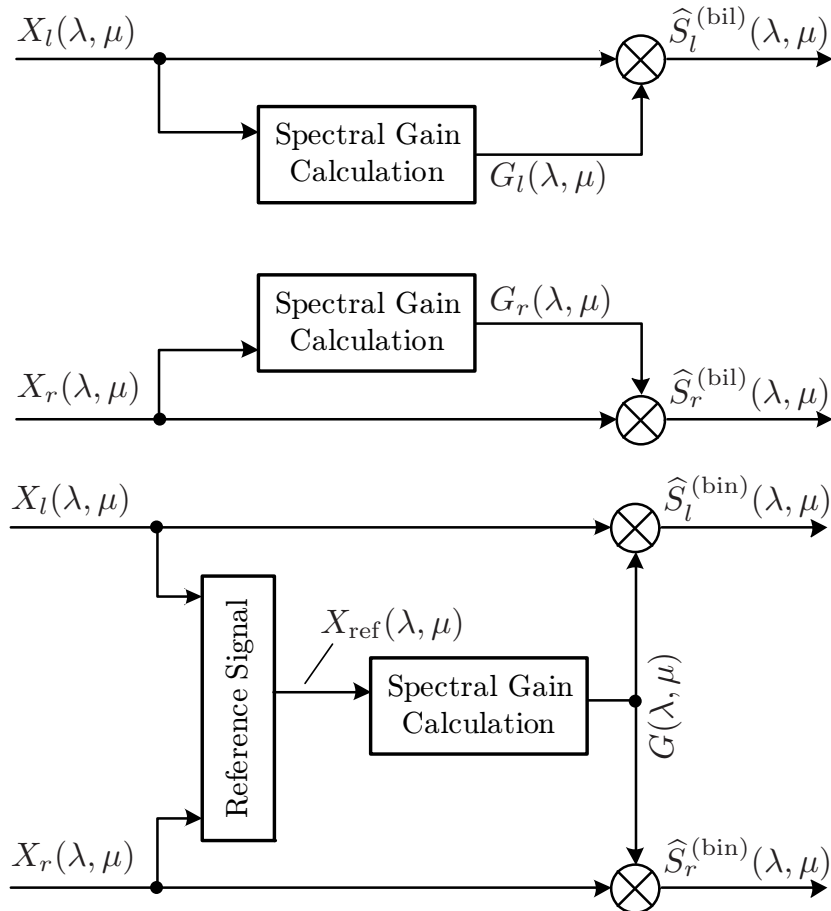 X_l(λ, μ)
Ŝ_l^(bil)(λ, μ)
Spectral Gain
Calculation
G_l(λ, μ)
Spectral Gain
Calculation
G_r(λ, μ)
X_r(λ, μ)
Ŝ_r^(bil)(λ, μ)
X_l(λ, μ)
Ŝ_l^(bin)(λ, μ)
Reference Signal
X_ref(λ, μ)
Spectral Gain
Calculation
G(λ, μ)
X_r(λ, μ)
Ŝ_r^(bin)(λ, μ)